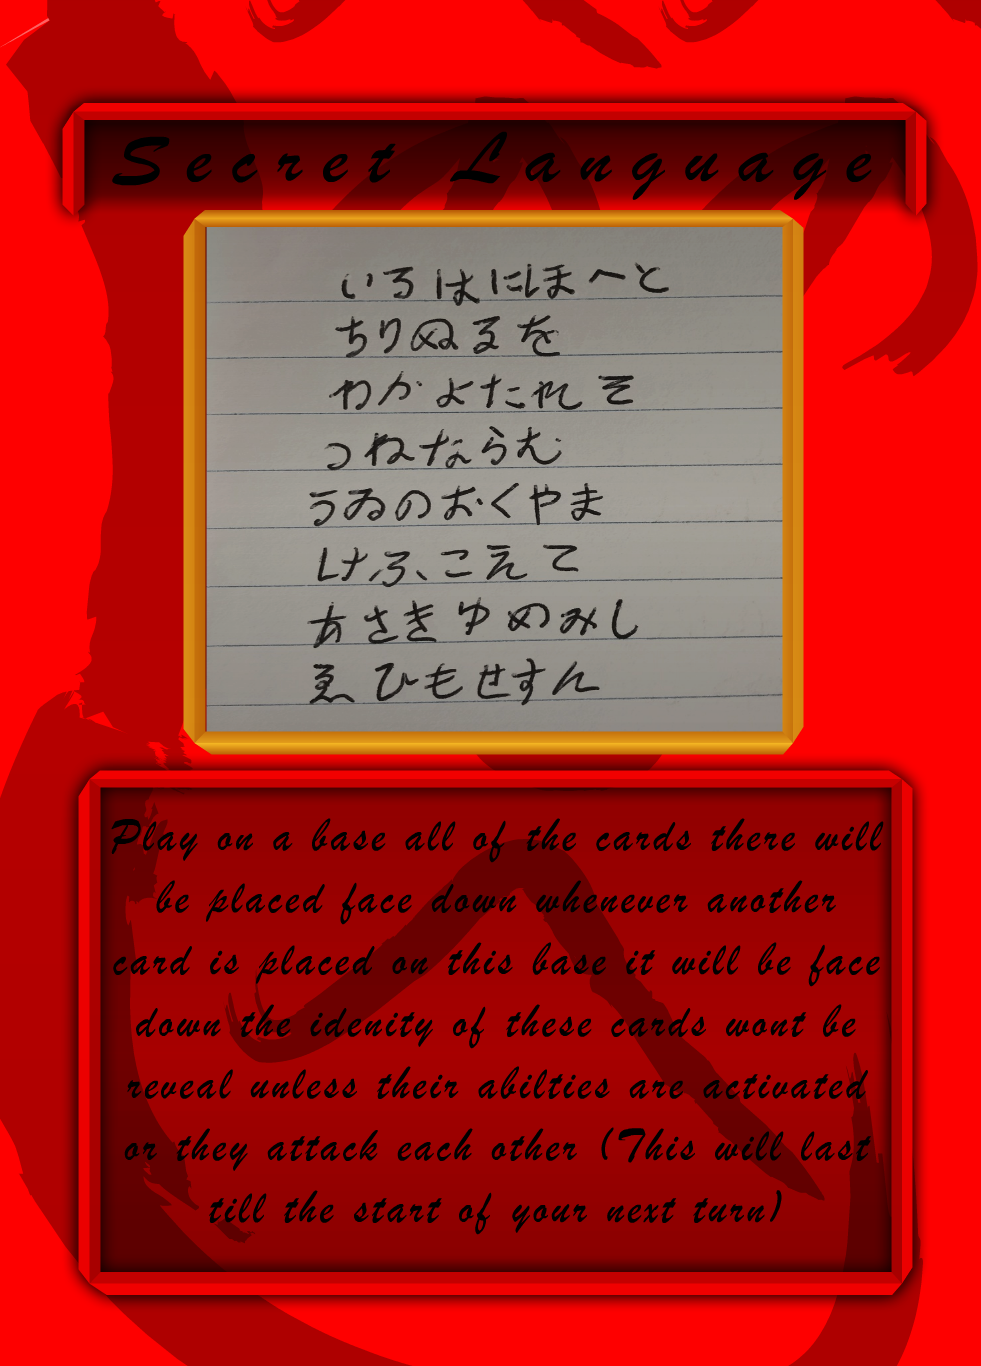 Secret Language
いろはにほへと
ちりぬるを
わかよたれそ
つねならむ
うゐのおくやま
けふこえて
あさきゆめみし
ゑひもせすん
Play on a base all of the cards there will
be placed face down whenever another
card is placed on this base it will be face
down the idenity of these cards wont be
reveal unless their abilties are activated
or they attack each other (This will last
till the start of your next turn)